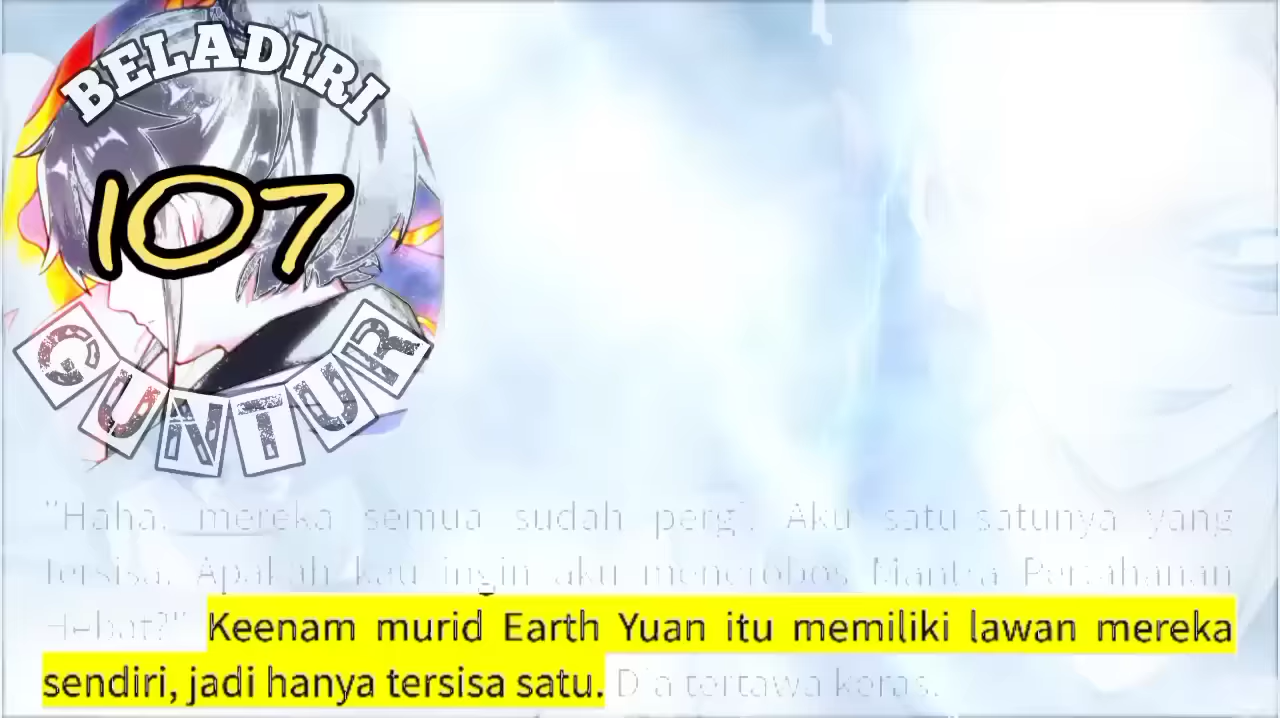 BELADIRI
107
GUNTUR
"Haha, mereka semua sudah pergi. Aku satu-satunya yang
tersisa. Apakah kau ingin aku menerobos Mantra Pertahanan
Hebat?" Keenam murid Earth Yuan itu memiliki lawan mereka
sendiri, jadi hanya tersisa satu. Dia tertawa keras.